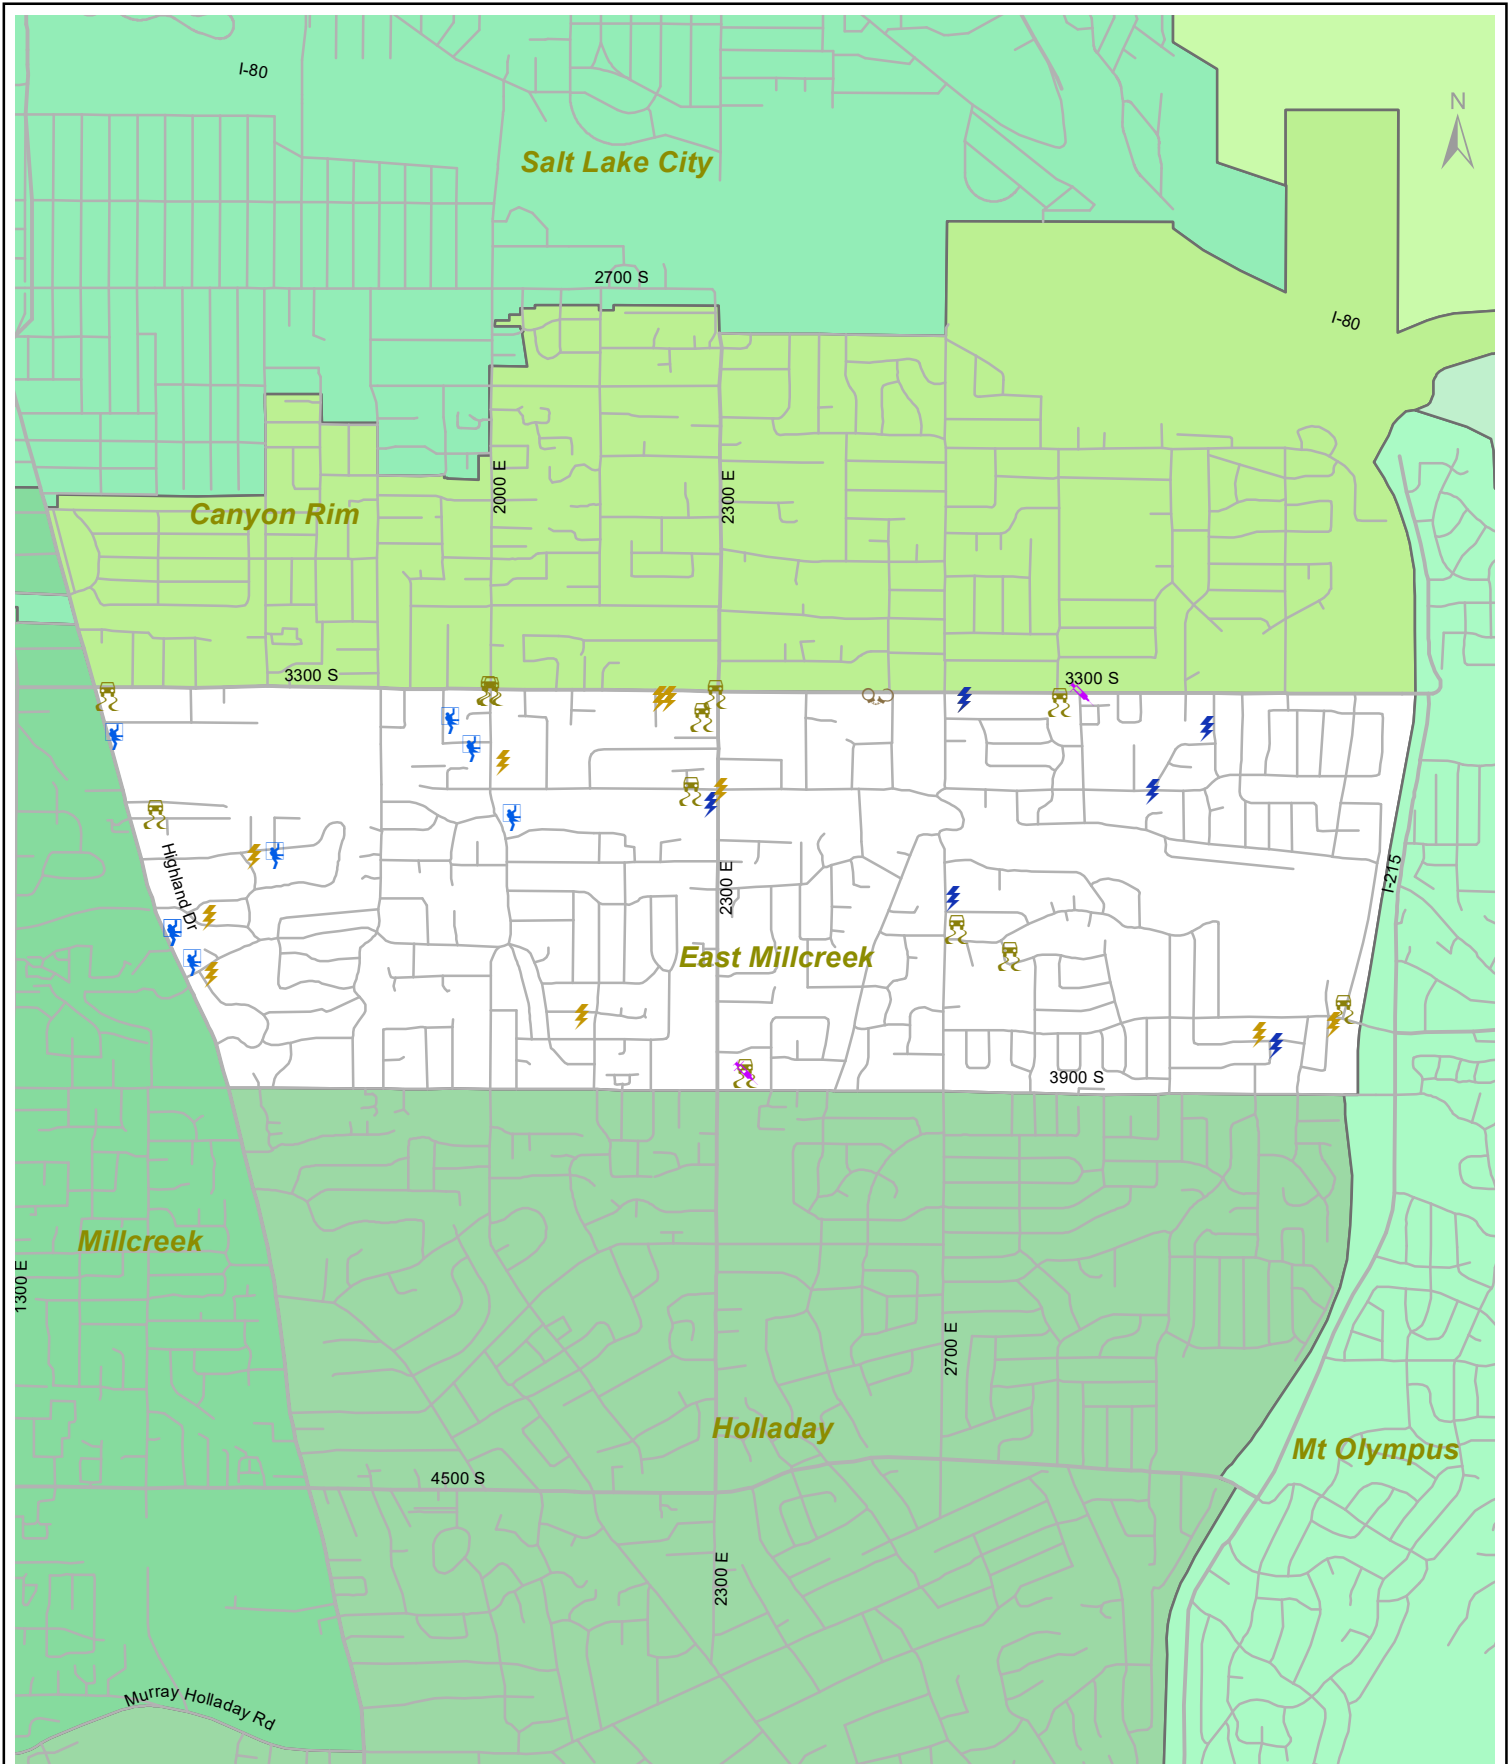 I-80
N
Salt Lake City
2700 S
I-80
2000 E
2300 E
Canyon Rim
3300 S
3300 S
Highland Dr
2300 E
I-215
East Millcreek
3900 S
Millcreek
1300 E
2700 E
Holladay
Mt Olympus
4500 S
2300 E
Murray Holladay Rd